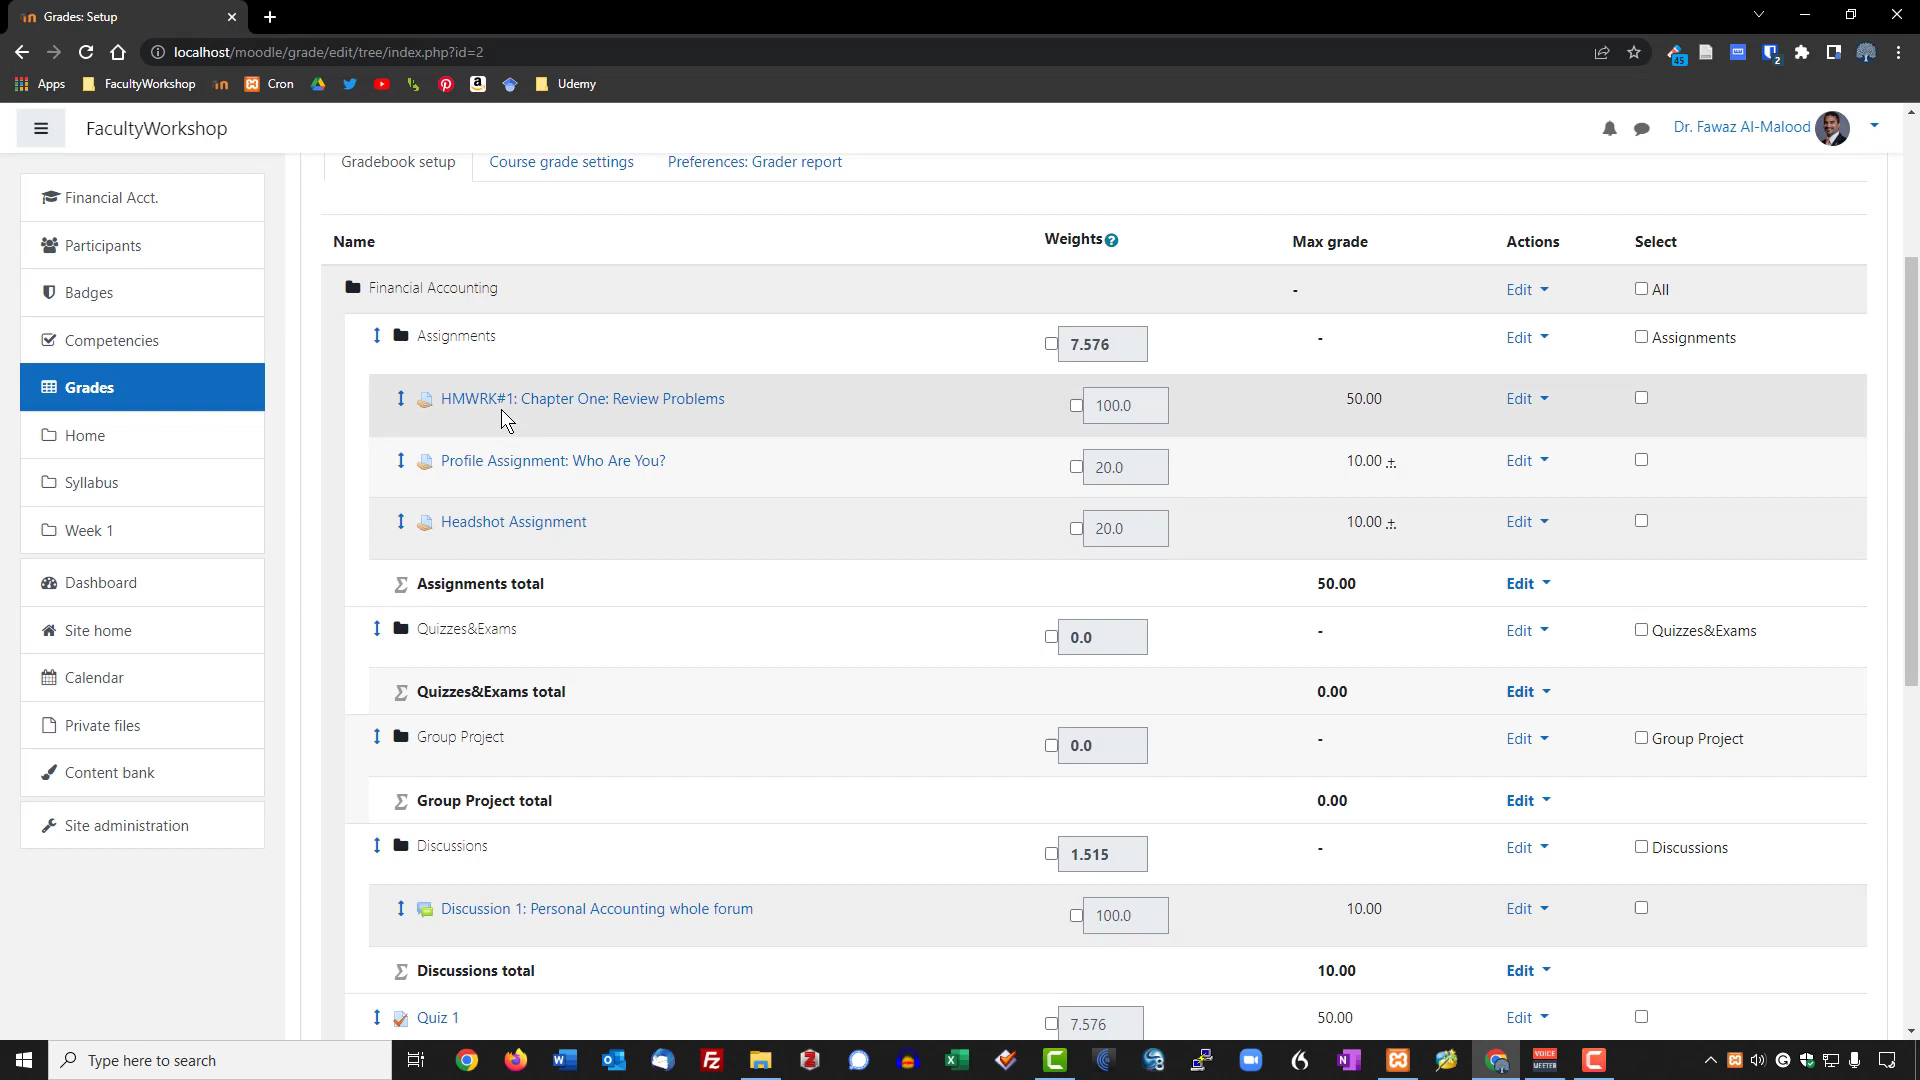 Grades: Setup
localhost/moodle/grade/edit/tree/index.php?id=2
45
2
Apps
FacultyWorkshop
Cron
Udemy
FacultyWorkshop
Dr. Fawaz Al-Malood
Gradebook setup
Course grade settings
Preferences: Grader report
Financial Acct.
Participants
Badges
Competencies
Grades
Home
Syllabus
Week 1
Dashboard
Site home
Calendar
Private files
Content bank
Site administration
Name Weights Max grade Actions Select
Financial Accounting - Edit All
Assignments 7.576 - Edit Assignments
HMWRK#1: Chapter One: Review Problems 100.0 50.00 Edit
Profile Assignment: Who Are You? 20.0 10.00 + Edit
Headshot Assignment 20.0 10.00 + Edit
Σ Assignments total 50.00 Edit
Quizzes&Exams 0.0 - Edit Quizzes&Exams
Σ Quizzes&Exams total 0.00 Edit
Group Project 0.0 - Edit Group Project
Σ Group Project total 0.00 Edit
Discussions 1.515 - Edit Discussions
Discussion 1: Personal Accounting whole forum 100.0 10.00 Edit
Σ Discussions total 10.00 Edit
Quiz 1 7.576 50.00 Edit
Type here to search
VOICE
MEETER